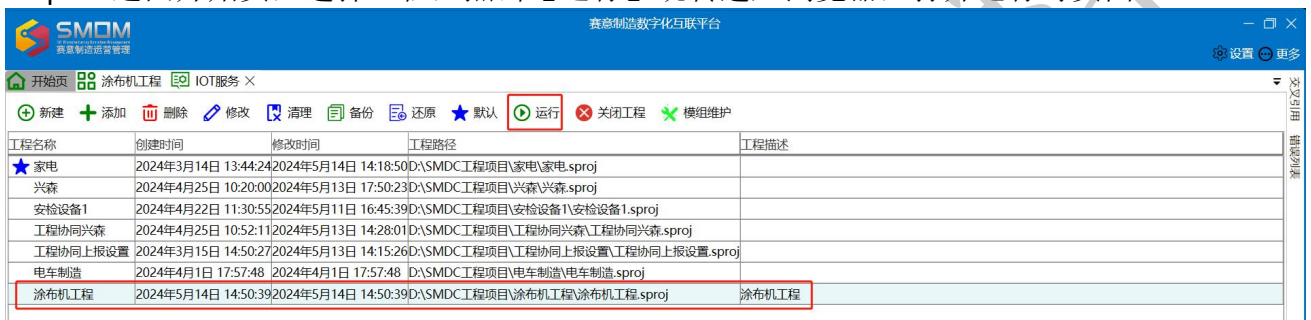 SMOM
赛意制造运营管理
赛意制造数字化互联平台
设置 更多
开始页 涂布机工程 IOT服务
新建 添加 删除 修改 清理 备份 还原 默认 运行 关闭工程 模组维护
工程名称 创建时间 修改时间 工程路径 工程描述
家电 2024年3月14日 13:44:24 2024年5月14日 14:18:50 D:\SMDC工程项目\家电\家电.sproj
兴森 2024年4月25日 10:20:00 2024年5月13日 17:50:23 D:\SMDC工程项目\兴森\兴森.sproj
安检设备1 2024年4月22日 11:30:55 2024年5月11日 16:45:39 D:\SMDC工程项目\安检设备1\安检设备1.sproj
工程协同兴森 2024年4月25日 10:52:11 2024年5月13日 14:28:01 D:\SMDC工程项目\工程协同兴森\工程协同兴森.sproj
工程协同上报设置 2024年3月15日 14:50:27 2024年5月13日 14:15:26 D:\SMDC工程项目\工程协同上报设置\工程协同上报设置.sproj
电车制造 2024年4月1日 17:57:48 2024年4月1日 17:57:48 D:\SMDC工程项目\电车制造\电车制造.sproj
涂布机工程 2024年5月14日 14:50:39 2024年5月14日 14:50:39 D:\SMDC工程项目\涂布机工程\涂布机工程.sproj 涂布机工程
交叉引用
错误列表